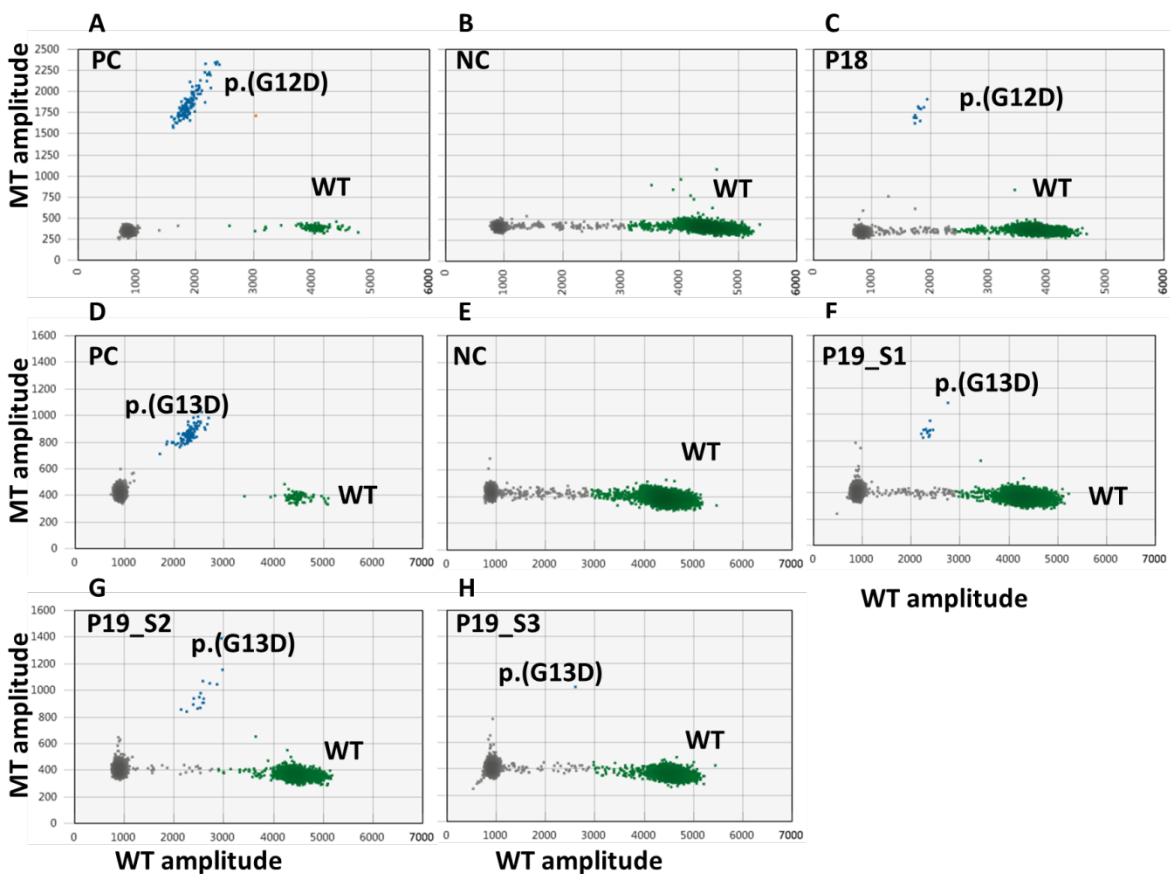 A
B
C
PC
NC
P18
p.(G12D)
WT
WT
p.(G12D)
WT
MT amplitude
2500
2250
2000
1750
1500
1250
1000
750
500
250
0
0 1000 2000 3000 4000 5000 6000
0 1000 2000 3000 4000 5000 6000
0 1000 2000 3000 4000 5000 6000
D
E
F
PC
NC
P19_S1
p.(G13D)
WT
WT
p.(G13D)
WT
MT amplitude
1600
1400
1200
1000
800
600
400
200
0
0 1000 2000 3000 4000 5000 6000 7000
0 1000 2000 3000 4000 5000 6000 7000
0 1000 2000 3000 4000 5000 6000 7000
WT amplitude
G
H
P19_S2
P19_S3
p.(G13D)
WT
p.(G13D)
WT
MT amplitude
1600
1400
1200
1000
800
600
400
200
0
0 1000 2000 3000 4000 5000 6000 7000
0 1000 2000 3000 4000 5000 6000 7000
WT amplitude
WT amplitude